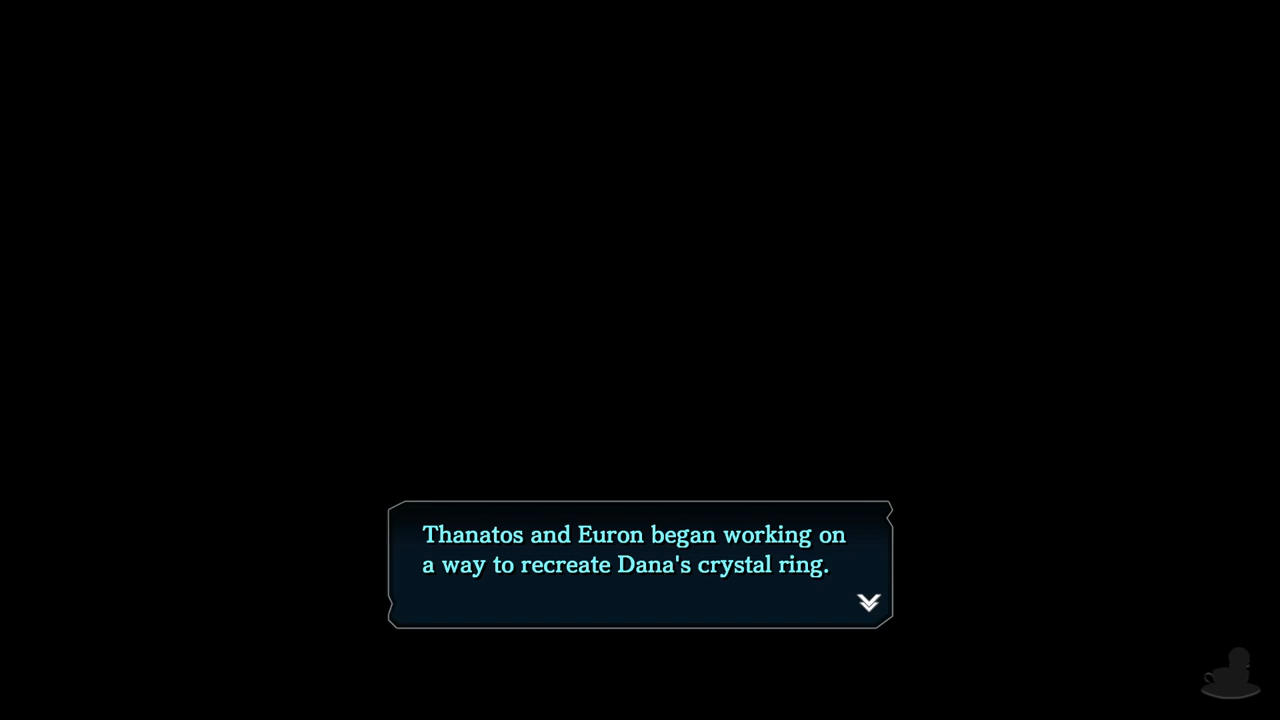 Thanatos and Euron began working on
a way to recreate Dana's crystal ring.